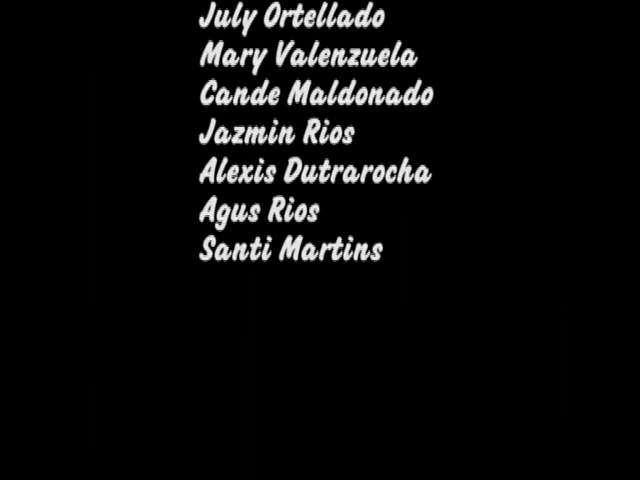 July Ortellado
Mary Valenzuela
Cande Maldonado
Jazmin Rios
Alexis Dutrarocha
Agus Rios
Santi Martins